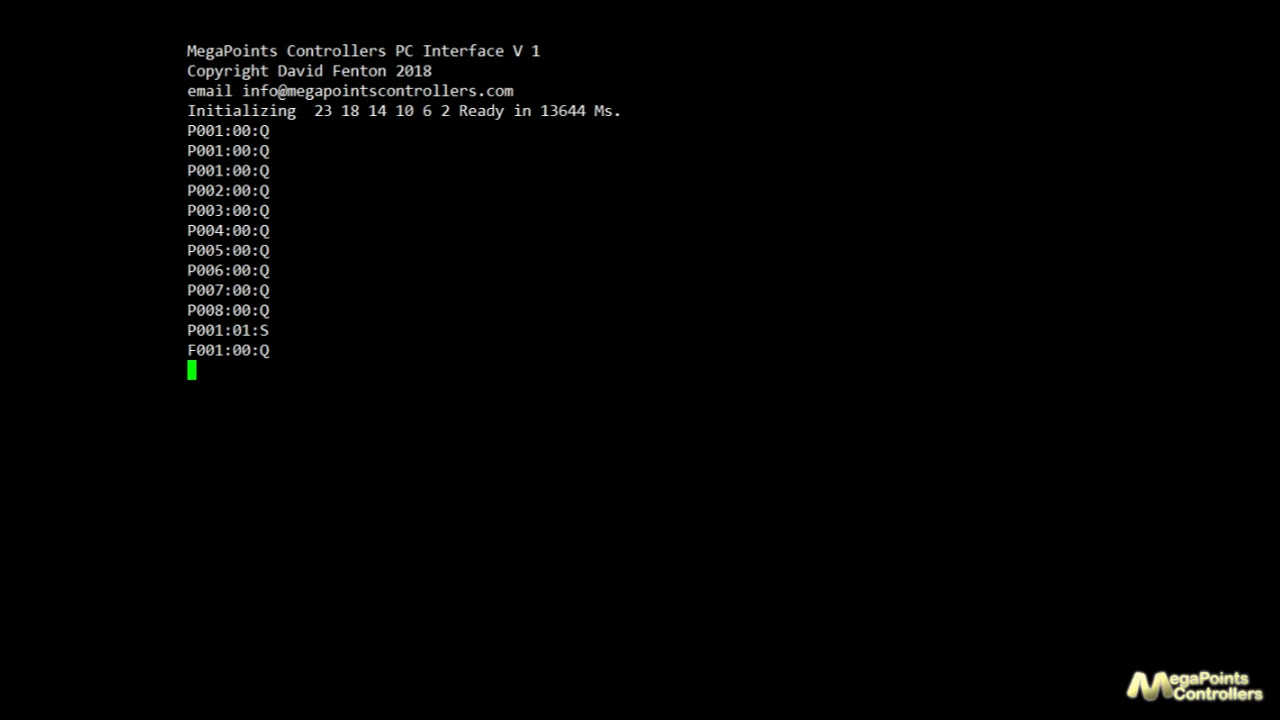 MegaPoints Controllers PC Interface V 1
Copyright David Fenton 2018
email info@megapointscontrollers.com
Initializing  23 18 14 10 6 2 Ready in 13644 Ms.
P001:00:Q
P001:00:Q
P001:00:Q
P002:00:Q
P003:00:Q
P004:00:Q
P005:00:Q
P006:00:Q
P007:00:Q
P008:00:Q
P001:01:S
F001:00:Q
MegaPoints
Controllers